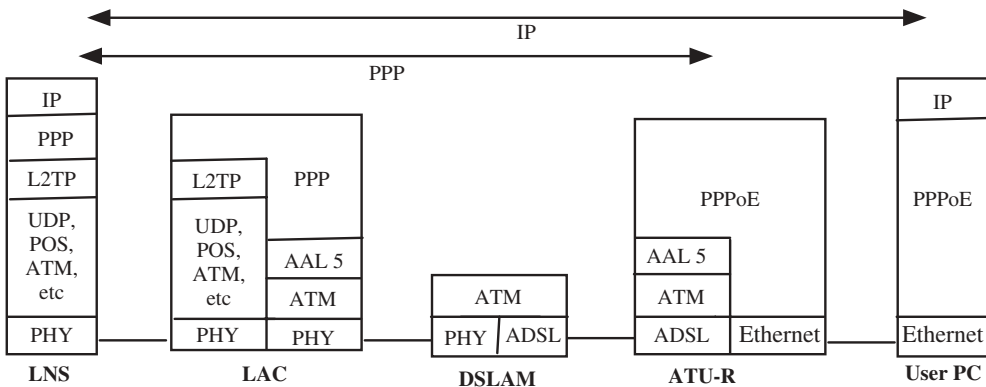 IP
PPP
IP
PPP
L2TP
UDP,
POS,
ATM,
etc
PHY
LNS
L2TP
UDP,
POS,
ATM,
etc
PHY
PPP
AAL 5
ATM
PHY
LAC
ATM
PHY
ADSL
DSLAM
PPPoE
AAL 5
ATM
ADSL
Ethernet
ATU-R
IP
PPPoE
Ethernet
User PC